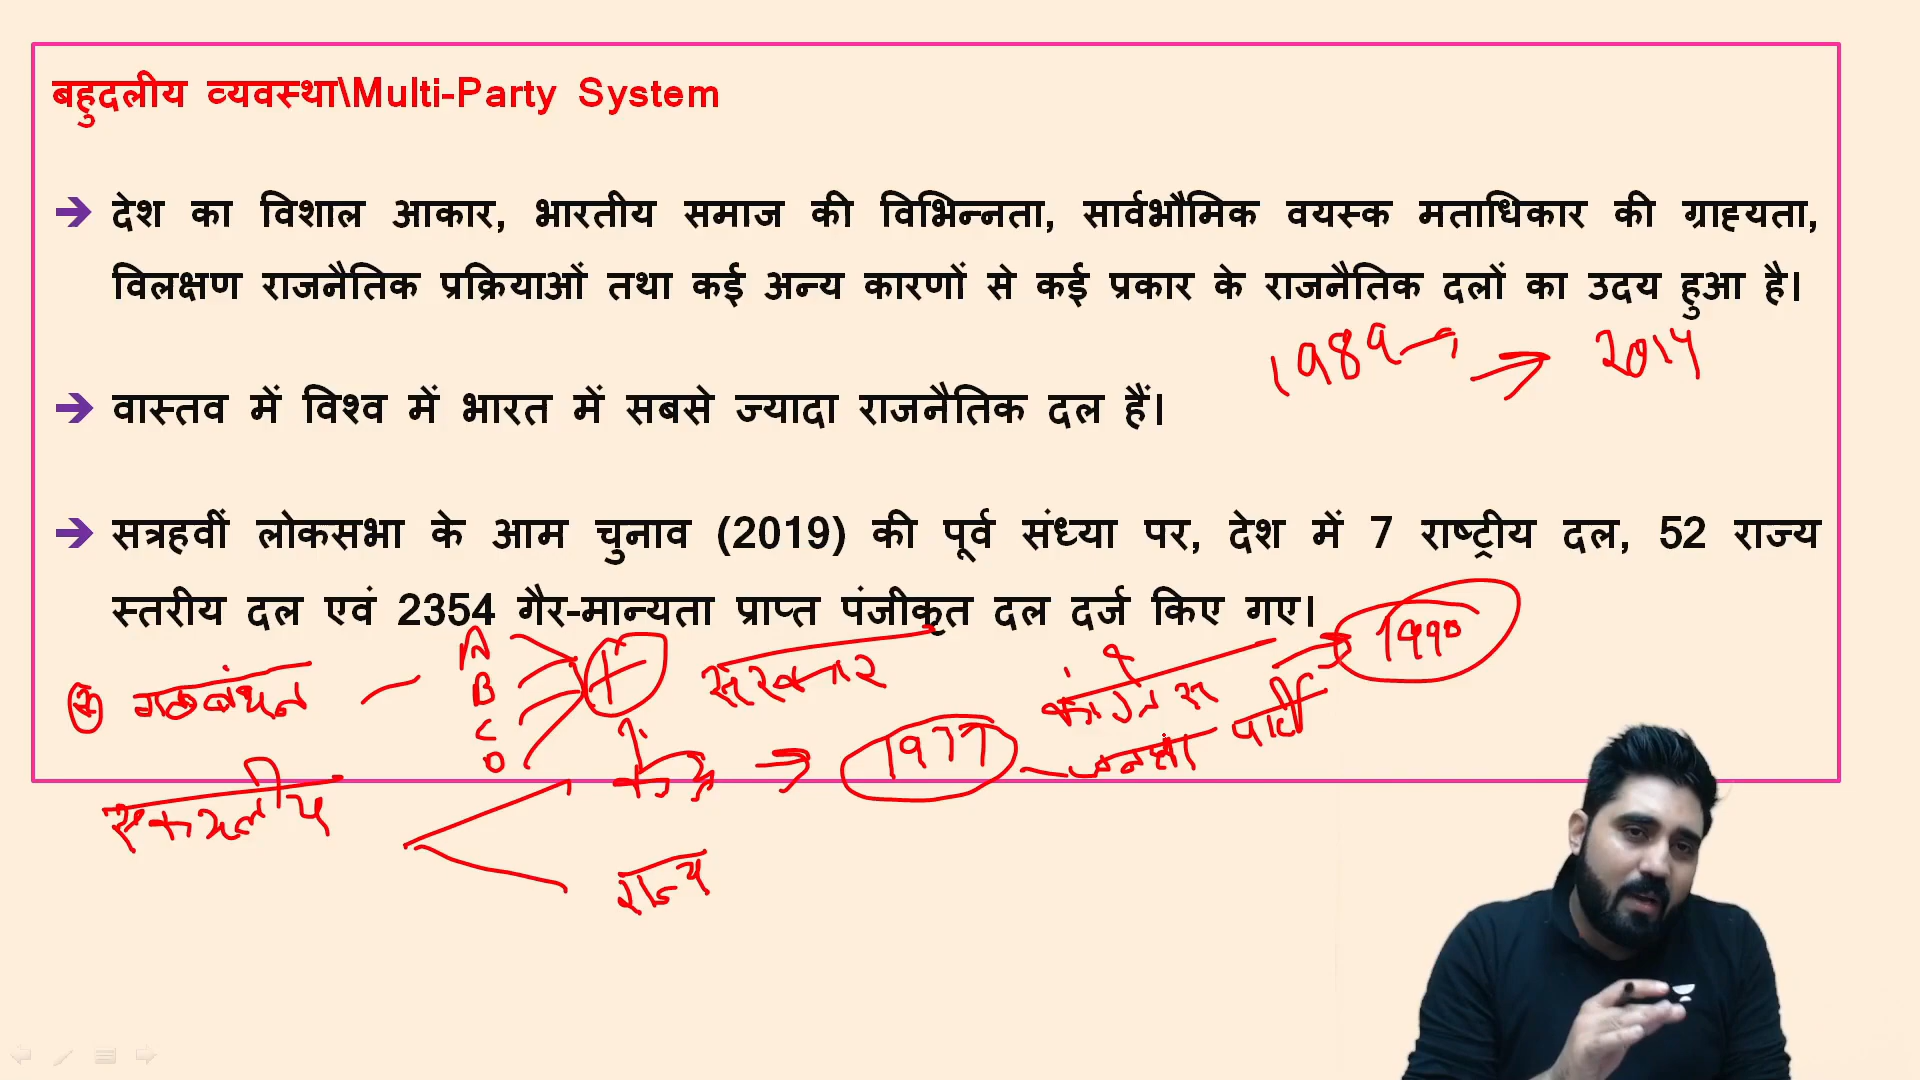 बहुदलीय व्यवस्था\Multi-Party System
➔ देश का विशाल आकार, भारतीय समाज की विभिन्नता, सार्वभौमिक वयस्क मताधिकार की ग्राह्यता,
विलक्षण राजनैतिक प्रक्रियाओं तथा कई अन्य कारणों से कई प्रकार के राजनैतिक दलों का उदय हुआ है।
1989 → 2014
➔ वास्तव में विश्व में भारत में सबसे ज्यादा राजनैतिक दल हैं।
➔ सत्रहवीं लोकसभा के आम चुनाव (2019) की पूर्व संध्या पर, देश में 7 राष्ट्रीय दल, 52 राज्य
स्तरीय दल एवं 2354 गैर-मान्यता प्राप्त पंजीकृत दल दर्ज किए गए।
गठबंधन — A B C D + सरकार
कांग्रेस → 1990
केंद्र → 1977 — जनता पार्टी
राज्य